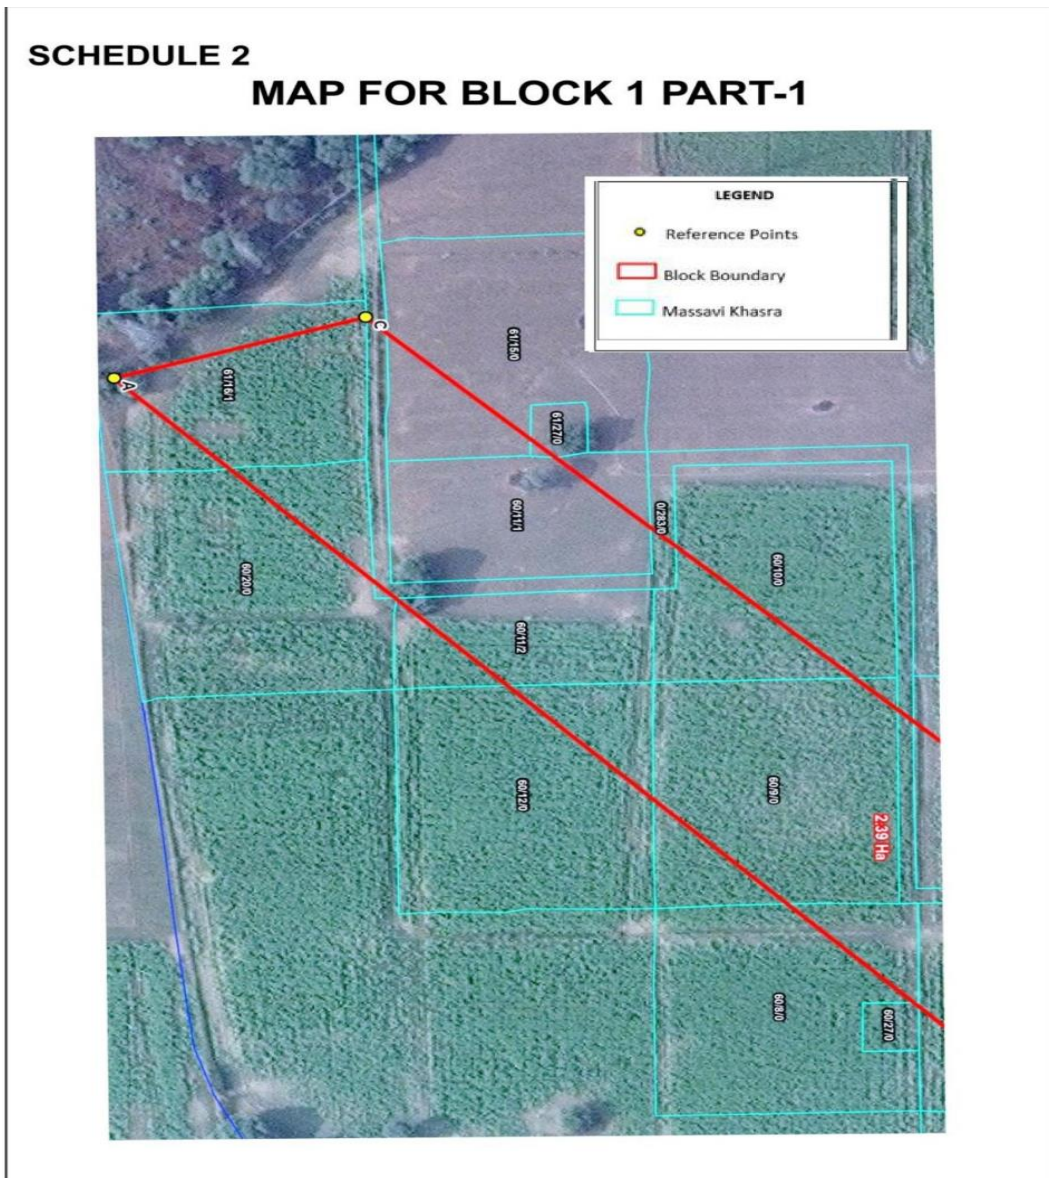 SCHEDULE 2
MAP FOR BLOCK 1 PART-1
LEGEND
Reference Points
Block Boundary
Massavi Khasra
C
A
61/16/1
61/15/0
61/27/0
60/11/1
0/283/0
60/10/0
60/20/0
60/11/2
60/12/0
60/9/0
2.39 Ha
60/8/0
60/27/0